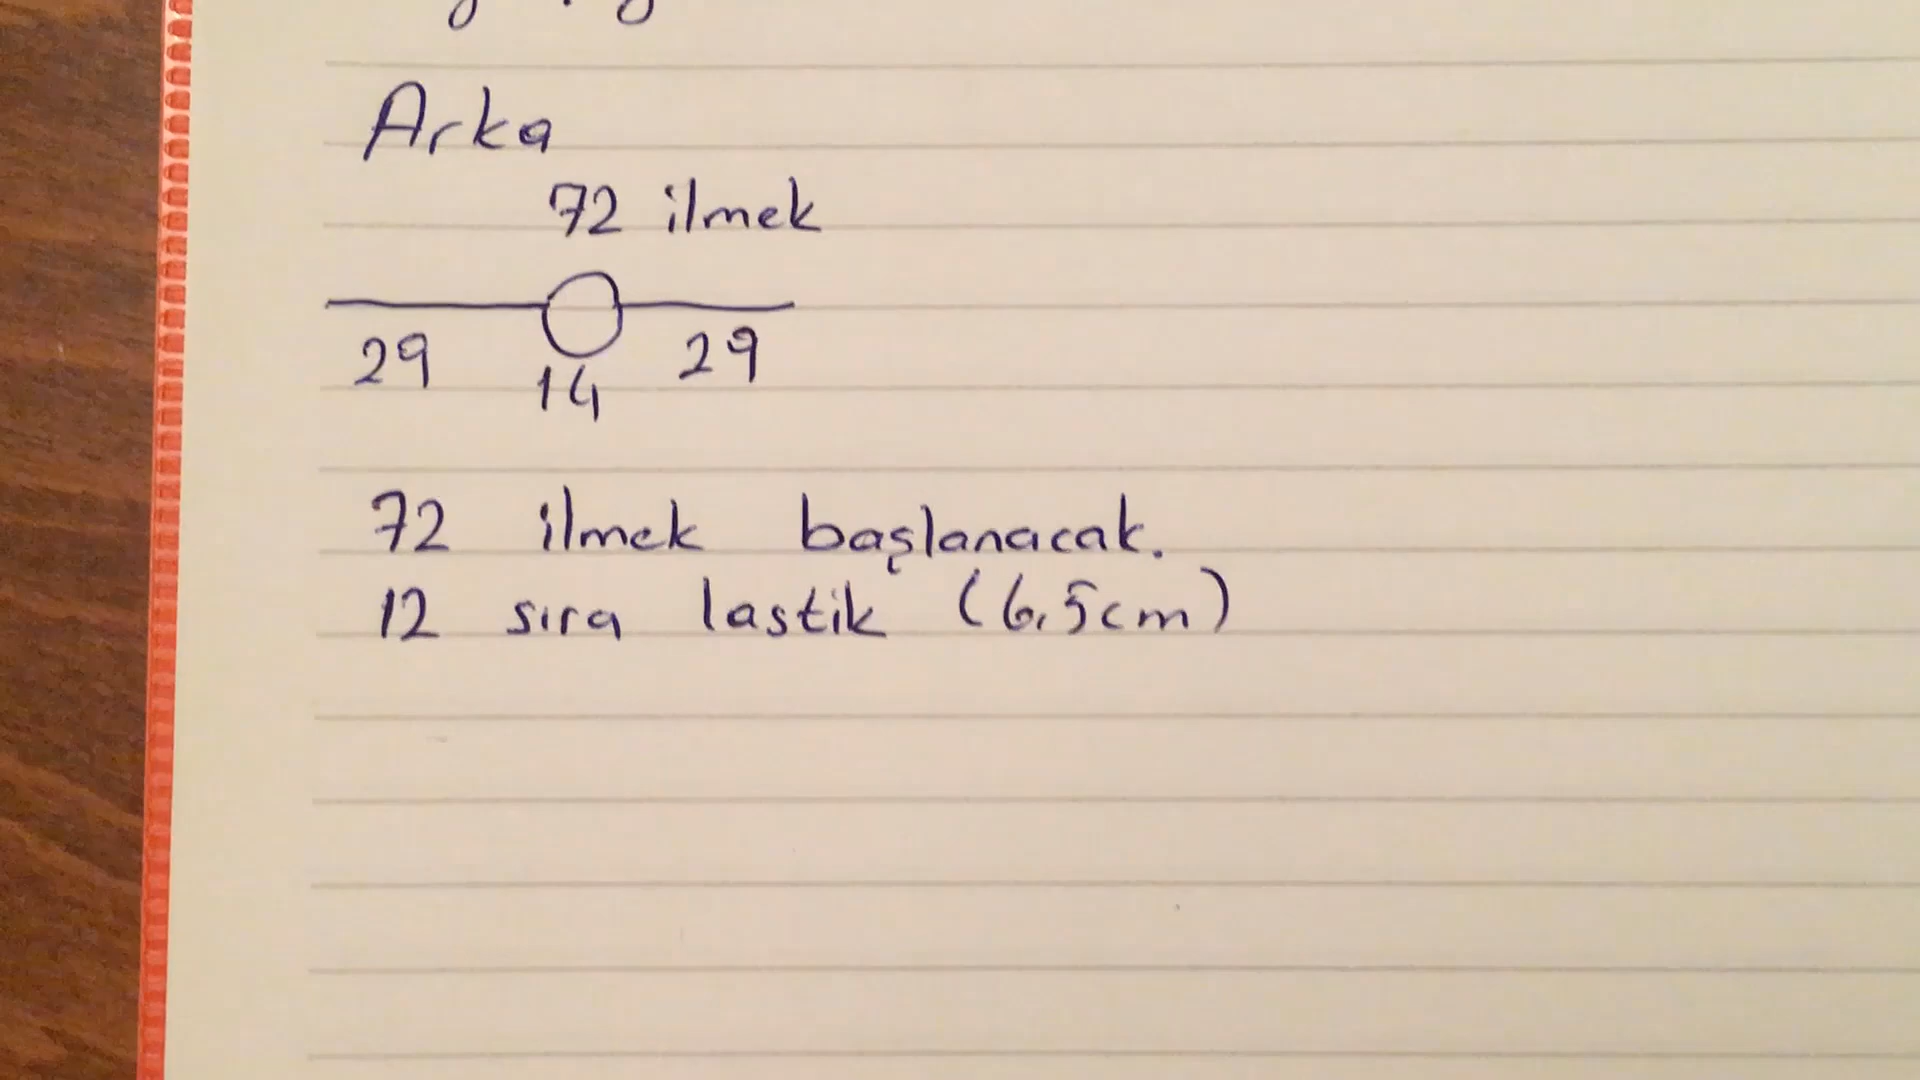 Arka
72 ilmek
29 14 29
72 ilmek başlanacak.
12 sıra lastik (6,5cm)